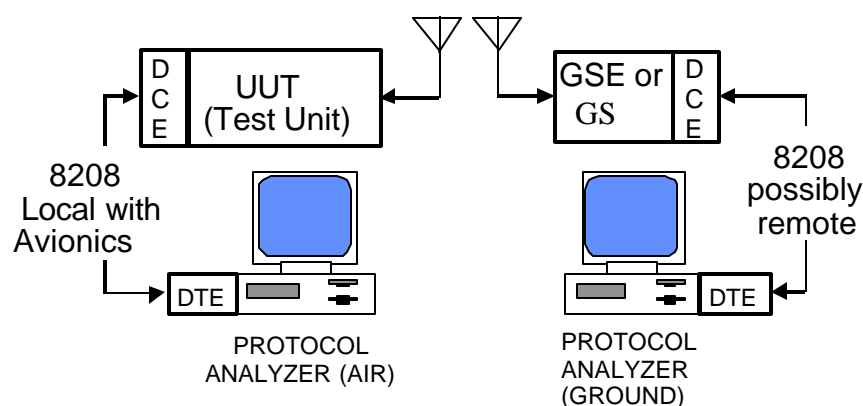 D
C
E
UUT
(Test Unit)
GSE or
GS
D
C
E
8208
Local with
Avionics
8208
possibly
remote
DTE
DTE
PROTOCOL
ANALYZER (AIR)
PROTOCOL
ANALYZER
(GROUND)